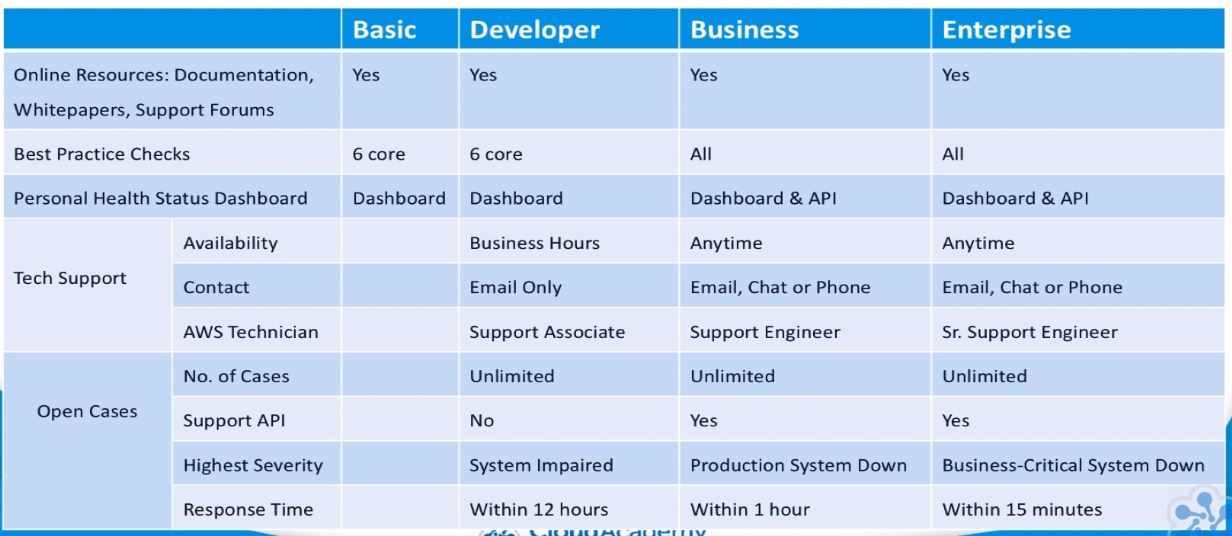 Basic Developer Business Enterprise
Online Resources: Documentation, Yes Yes Yes Yes
Whitepapers, Support Forums
Best Practice Checks 6 core 6 core All All
Personal Health Status Dashboard Dashboard Dashboard Dashboard & API Dashboard & API
Tech Support
Availability Business Hours Anytime Anytime
Contact Email Only Email, Chat or Phone Email, Chat or Phone
AWS Technician Support Associate Support Engineer Sr. Support Engineer
Open Cases
No. of Cases Unlimited Unlimited Unlimited
Support API No Yes Yes
Highest Severity System Impaired Production System Down Business-Critical System Down
Response Time Within 12 hours Within 1 hour Within 15 minutes
CloudAcademy